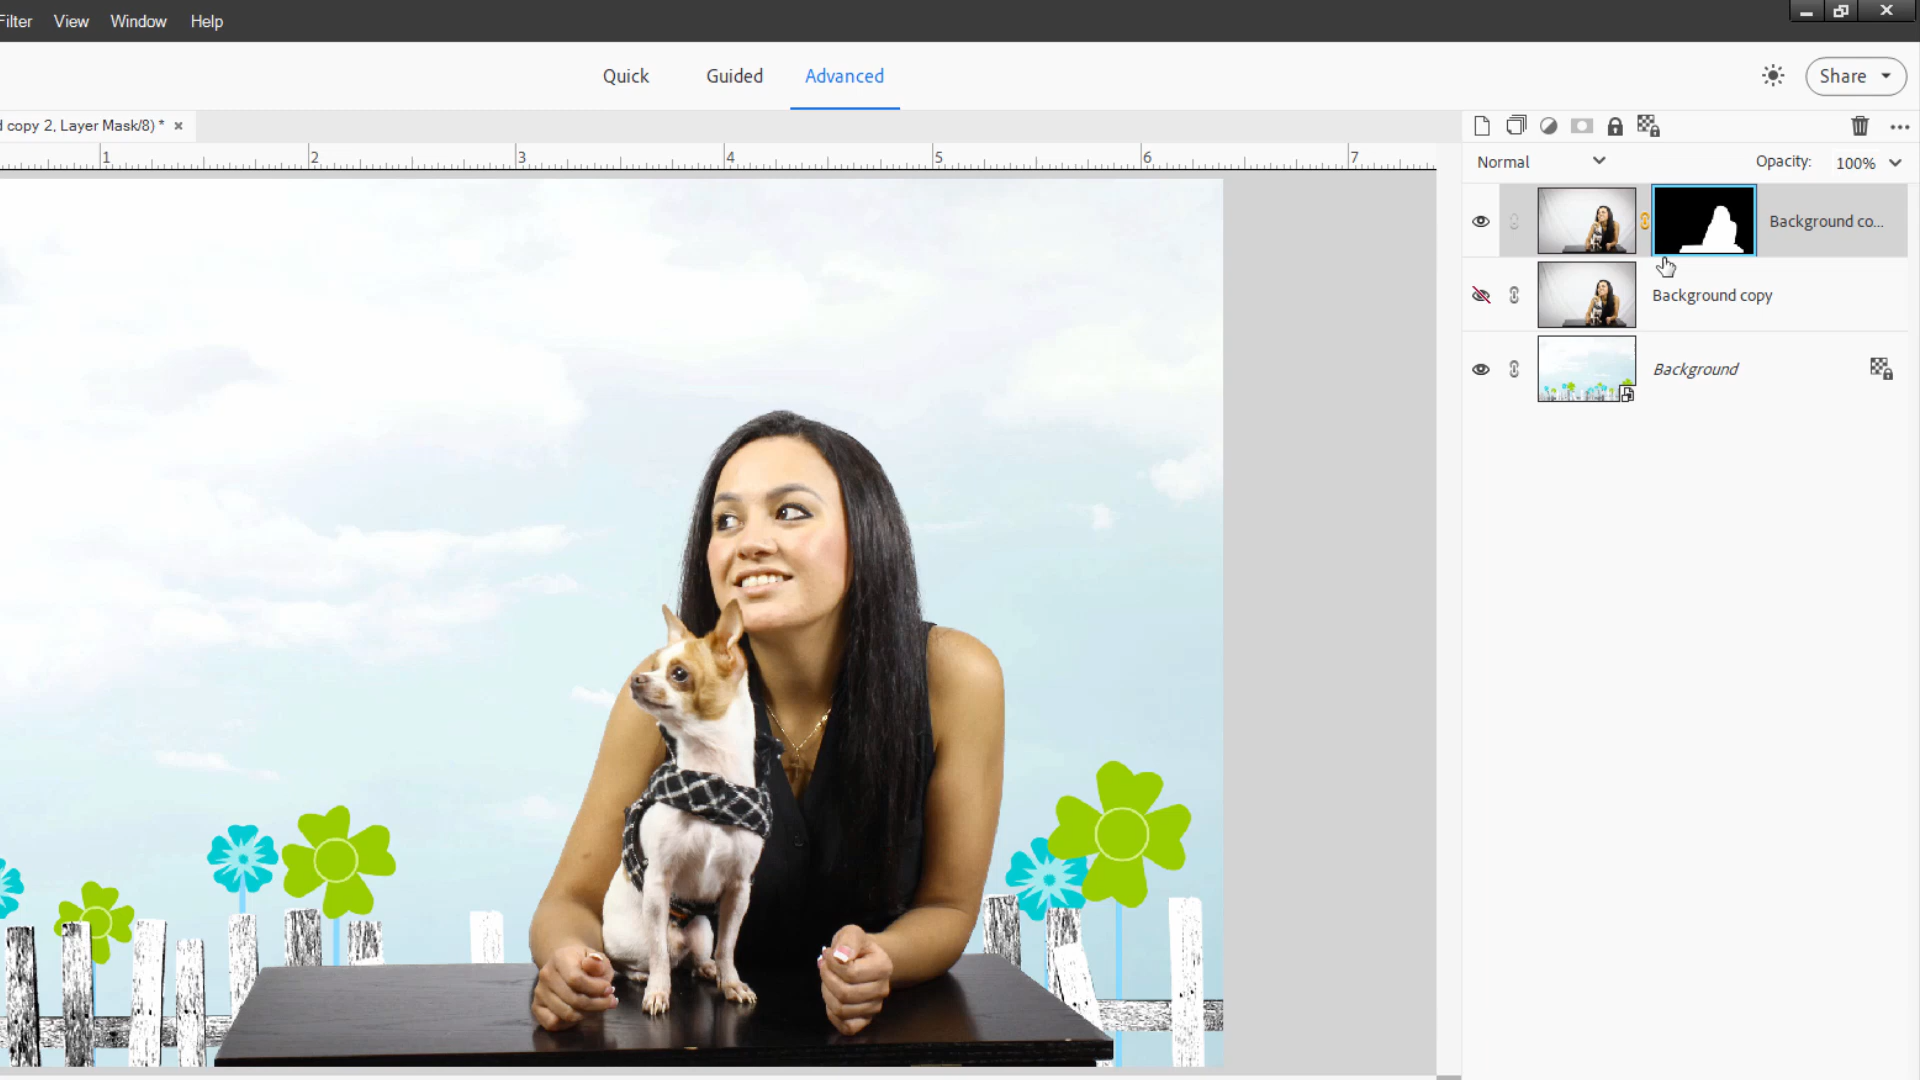 Filter View Window Help
Quick Guided Advanced
Share
d copy 2, Layer Mask/8) *
1 2 3 4 5 6 7
Normal Opacity: 100%
Background co...
Background copy
Background